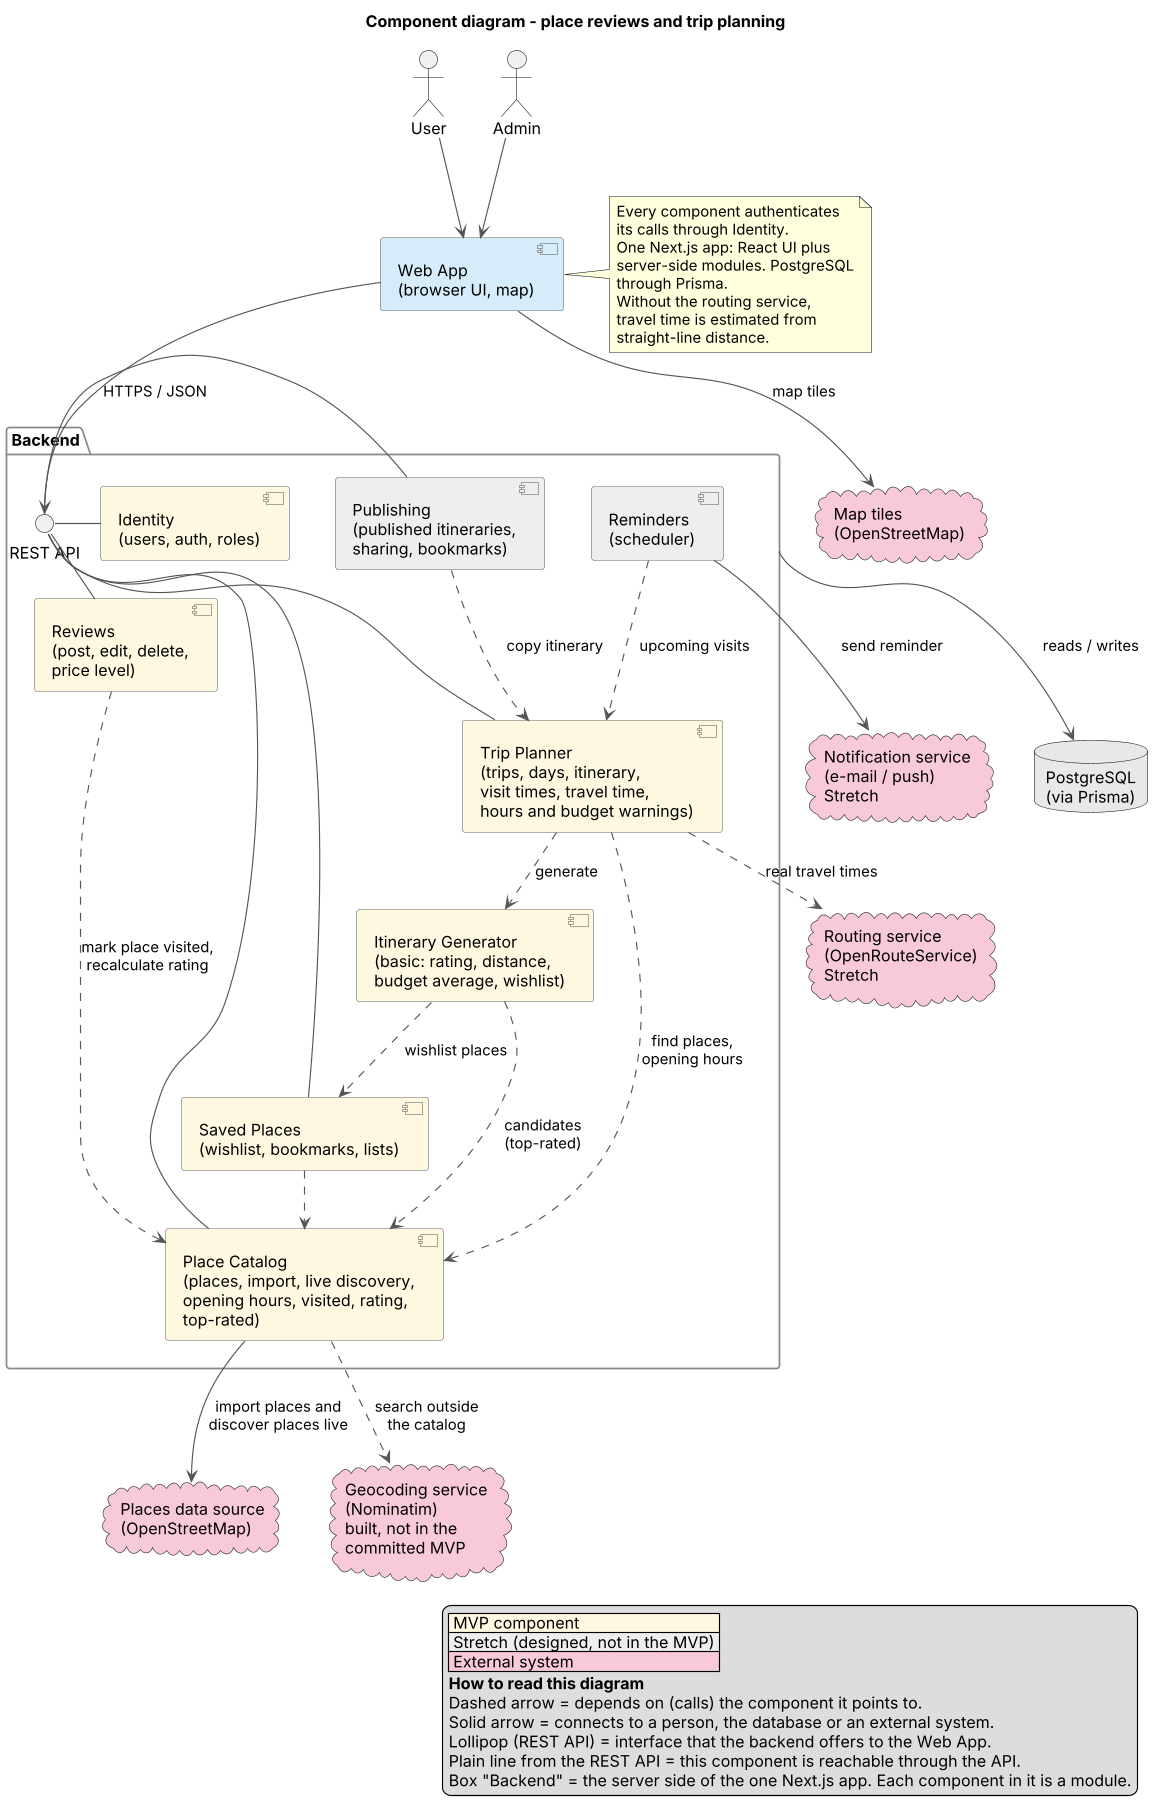 Component diagram - place reviews and trip planning
User
Admin
Web App
(browser UI, map)
Every component authenticates
its calls through Identity.
One Next.js app: React UI plus
server-side modules. PostgreSQL
through Prisma.
Without the routing service,
travel time is estimated from
straight-line distance.
HTTPS / JSON
map tiles
Backend
REST API
Identity
(users, auth, roles)
Publishing
(published itineraries,
sharing, bookmarks)
Reminders
(scheduler)
Map tiles
(OpenStreetMap)
Reviews
(post, edit, delete,
price level)
copy itinerary
upcoming visits
send reminder
reads / writes
Trip Planner
(trips, days, itinerary,
visit times, travel time,
hours and budget warnings)
Notification service
(e-mail / push)
Stretch
PostgreSQL
(via Prisma)
generate
real travel times
mark place visited,
recalculate rating
Itinerary Generator
(basic: rating, distance,
budget average, wishlist)
Routing service
(OpenRouteService)
Stretch
wishlist places
find places,
opening hours
candidates
(top-rated)
Saved Places
(wishlist, bookmarks, lists)
Place Catalog
(places, import, live discovery,
opening hours, visited, rating,
top-rated)
import places and
discover places live
search outside
the catalog
Places data source
(OpenStreetMap)
Geocoding service
(Nominatim)
built, not in the
committed MVP
MVP component
Stretch (designed, not in the MVP)
External system
How to read this diagram
Dashed arrow = depends on (calls) the component it points to.
Solid arrow = connects to a person, the database or an external system.
Lollipop (REST API) = interface that the backend offers to the Web App.
Plain line from the REST API = this component is reachable through the API.
Box "Backend" = the server side of the one Next.js app. Each component in it is a module.